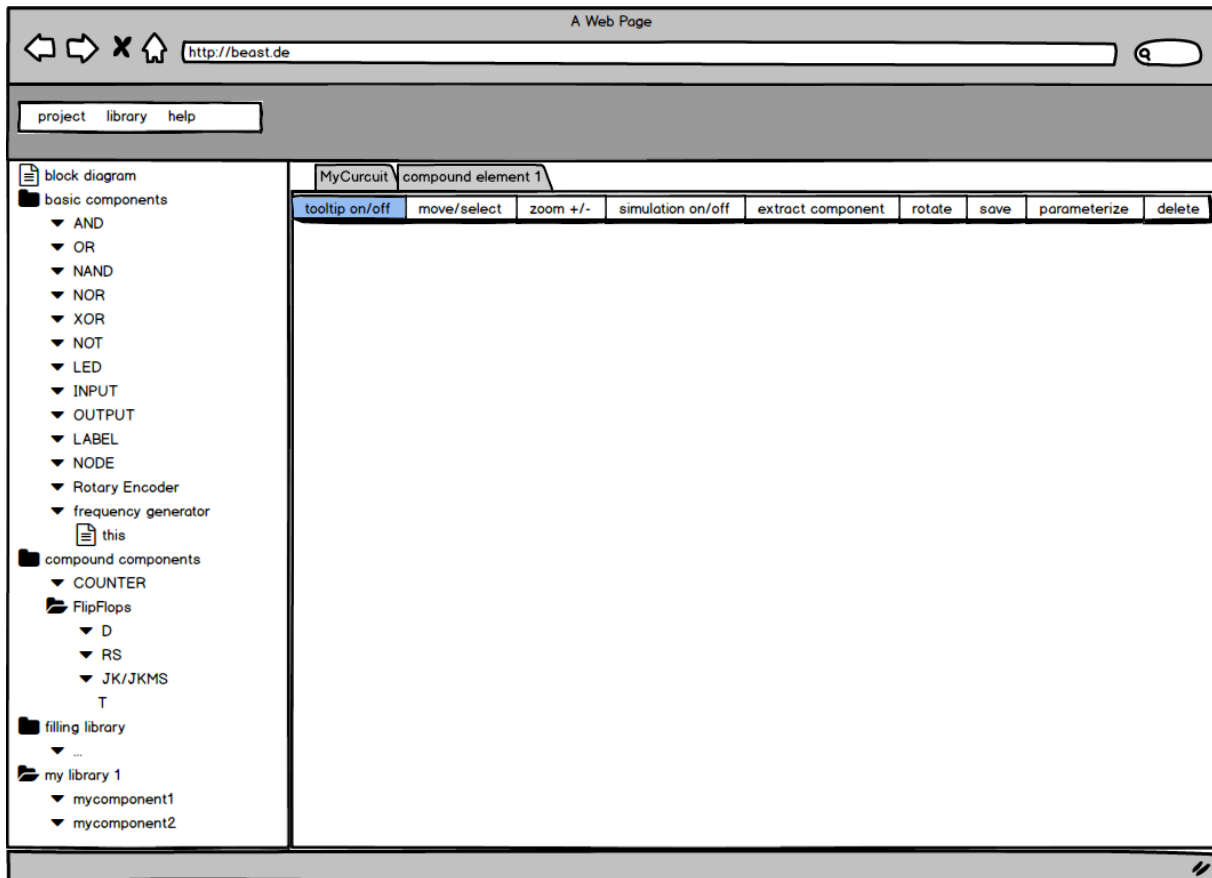 A Web Page
http://beast.de
project library help
block diagram
basic components
AND
OR
NAND
NOR
XOR
NOT
LED
INPUT
OUTPUT
LABEL
NODE
Rotary Encoder
frequency generator
this
compound components
COUNTER
FlipFlops
D
RS
JK/JKMS
T
filling library
...
my library 1
mycomponent1
mycomponent2
MyCurcuit compound element 1
tooltip on/off move/select zoom +/- simulation on/off extract component rotate save parameterize delete